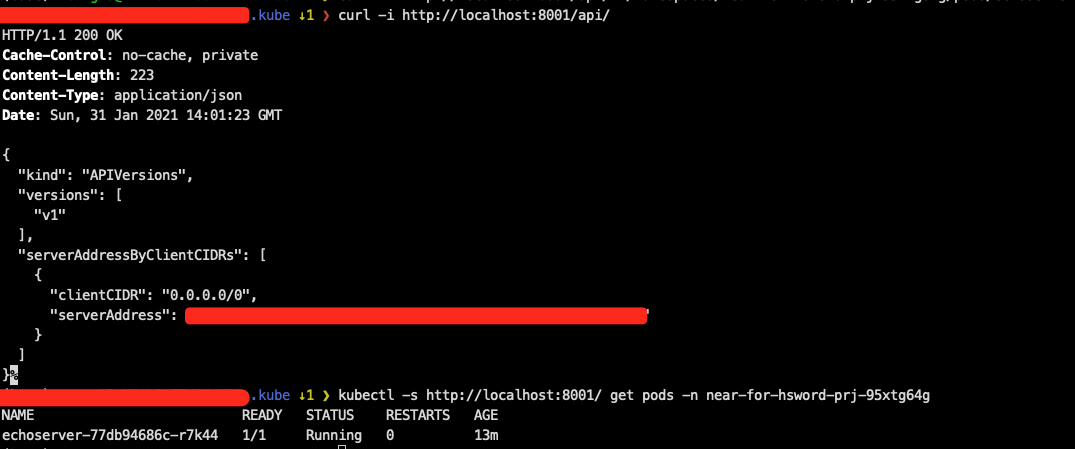 .kube ↓1 ❯ curl -i http://localhost:8001/api/
HTTP/1.1 200 OK
Cache-Control: no-cache, private
Content-Length: 223
Content-Type: application/json
Date: Sun, 31 Jan 2021 14:01:23 GMT
{
"kind": "APIVersions",
"versions": [
"v1"
],
"serverAddressByClientCIDRs": [
{
"clientCIDR": "0.0.0.0/0",
"serverAddress": "
}
]
}%
.kube ↓1 ❯ kubectl -s http://localhost:8001/ get pods -n near-for-hsword-prj-95xtg64g
NAME READY STATUS RESTARTS AGE
echoserver-77db94686c-r7k44 1/1 Running 0 13m